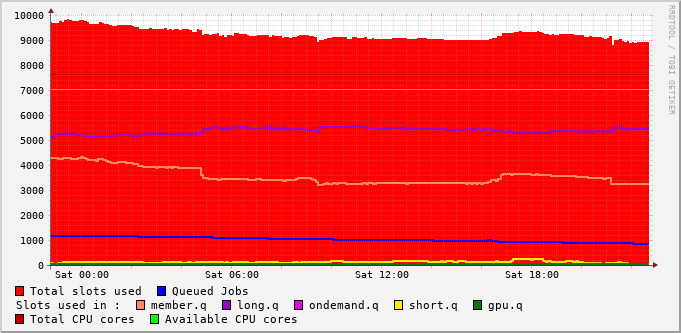 10000
9000
8000
7000
6000
5000
4000
3000
2000
1000
0
Sat 00:00 Sat 06:00 Sat 12:00 Sat 18:00
RRDTOOL / TOBI OETIKER
Total slots used Queued Jobs
Slots used in : member.q long.q ondemand.q short.q gpu.q
Total CPU cores Available CPU cores